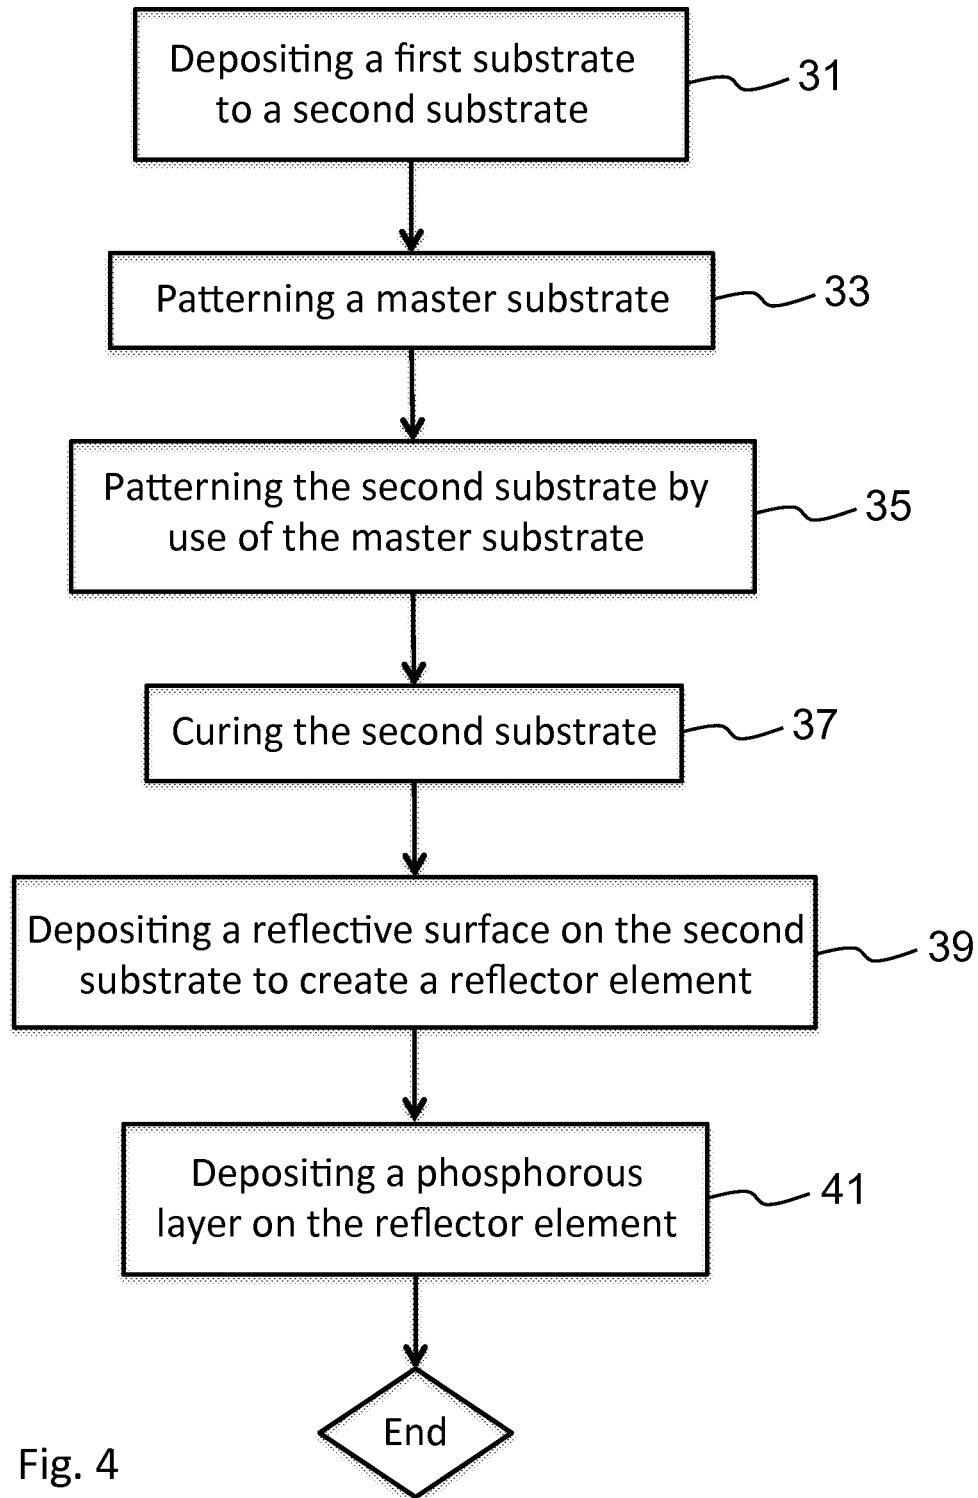 Depositing a first substrate
to a second substrate
31
Patterning a master substrate
33
Patterning the second substrate by
use of the master substrate
35
Curing the second substrate
37
Depositing a reflective surface on the second
substrate to create a reflector element
39
Depositing a phosphorous
layer on the reflector element
41
End
Fig. 4